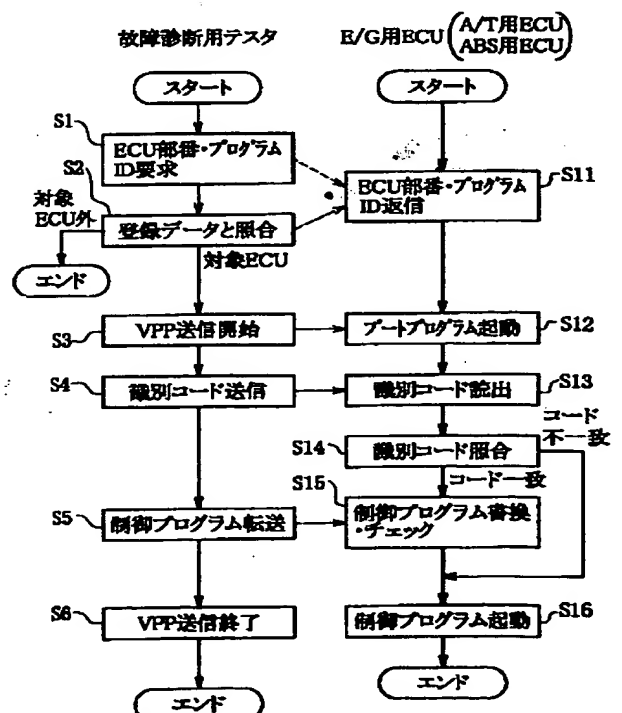 故障診断用テスタ
スタート
S1
ECU部番・プログラム
ID要求
S2
対象
ECU外
登録データと照合
エンド
対象ECU
S3
VPP送信開始
S4
識別コード送信
S5
制御プログラム転送
S6
VPP送信終了
エンド
E/G用ECU(A/T用ECU
ABS用ECU)
スタート
S11
ECU部番・プログラム
ID返信
S12
ブートプログラム起動
S13
識別コード読出
コード
不一致
S14
識別コード照合
コード一致
S15
制御プログラム書換
・チェック
S16
制御プログラム起動
エンド